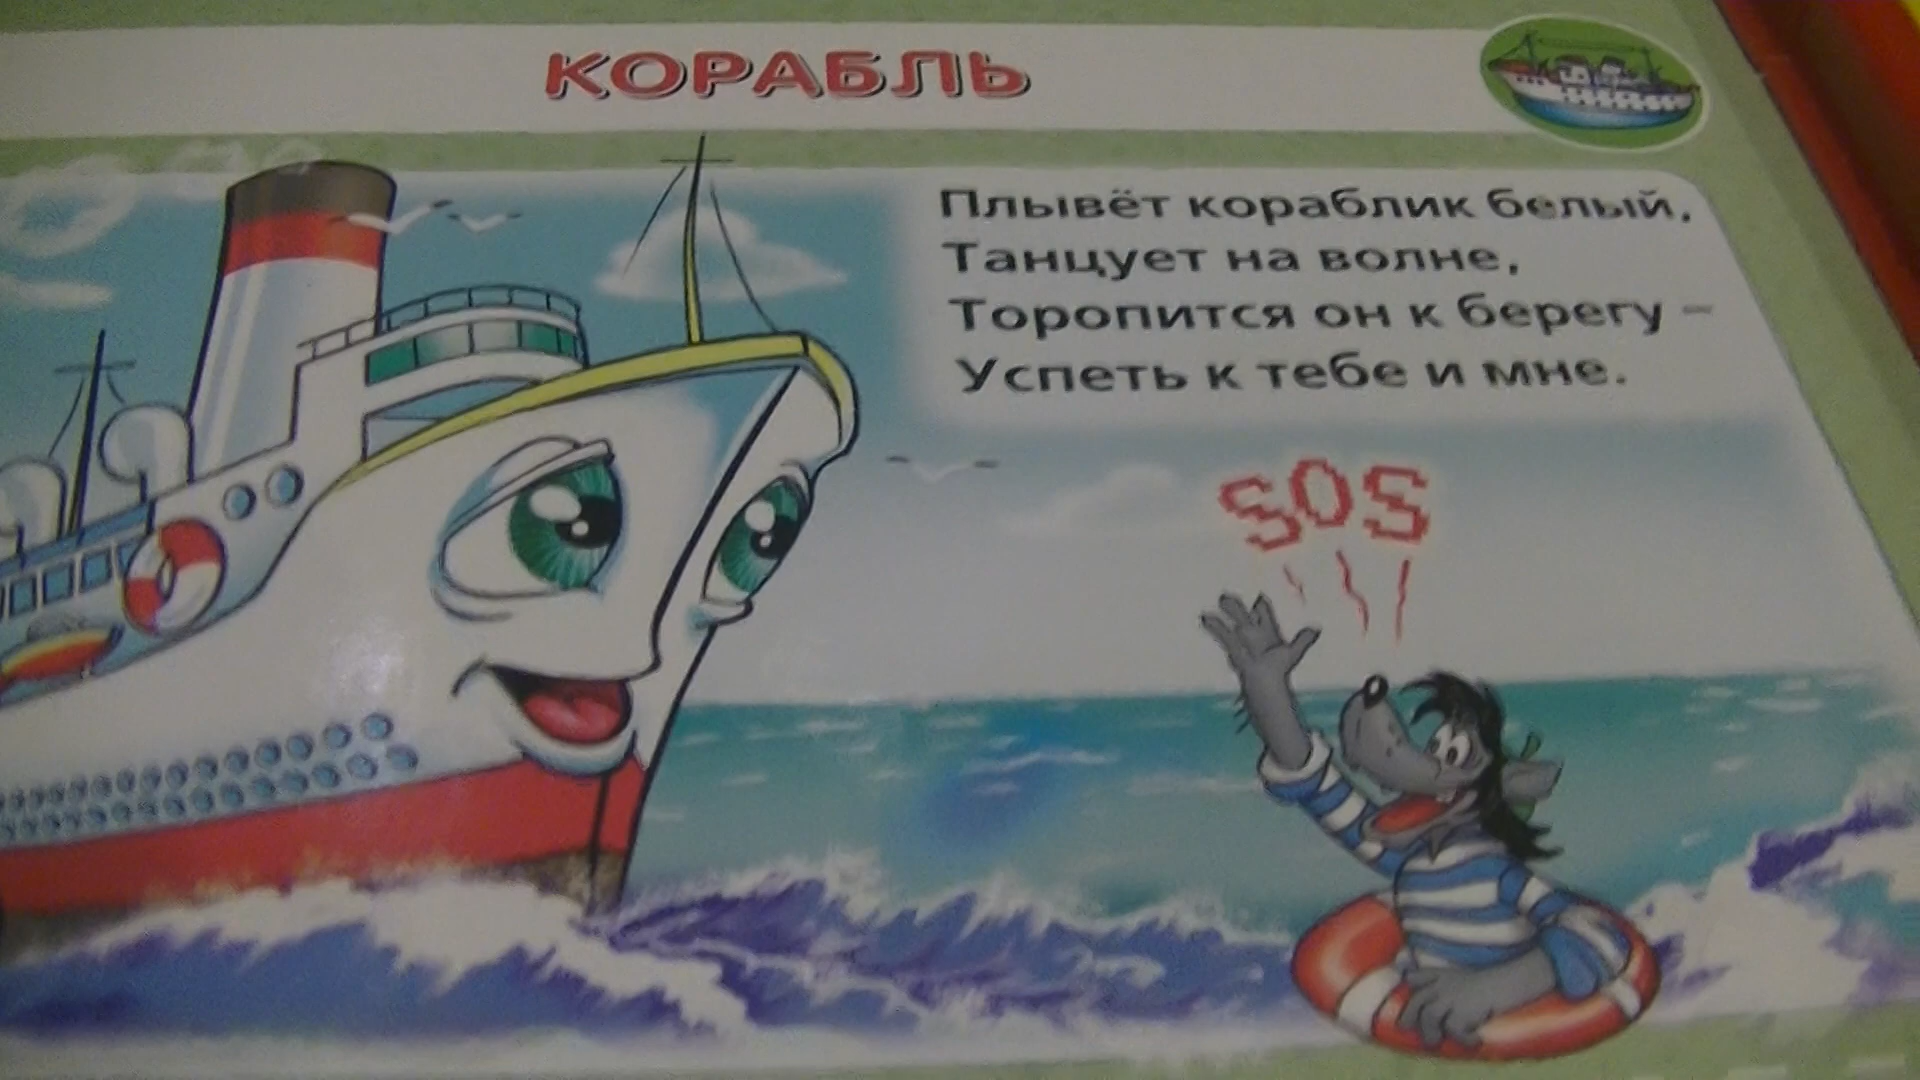 КОРАБЛЬ
Плывёт кораблик белый,
Танцует на волне,
Торопится он к берегу –
Успеть к тебе и мне.
SOS